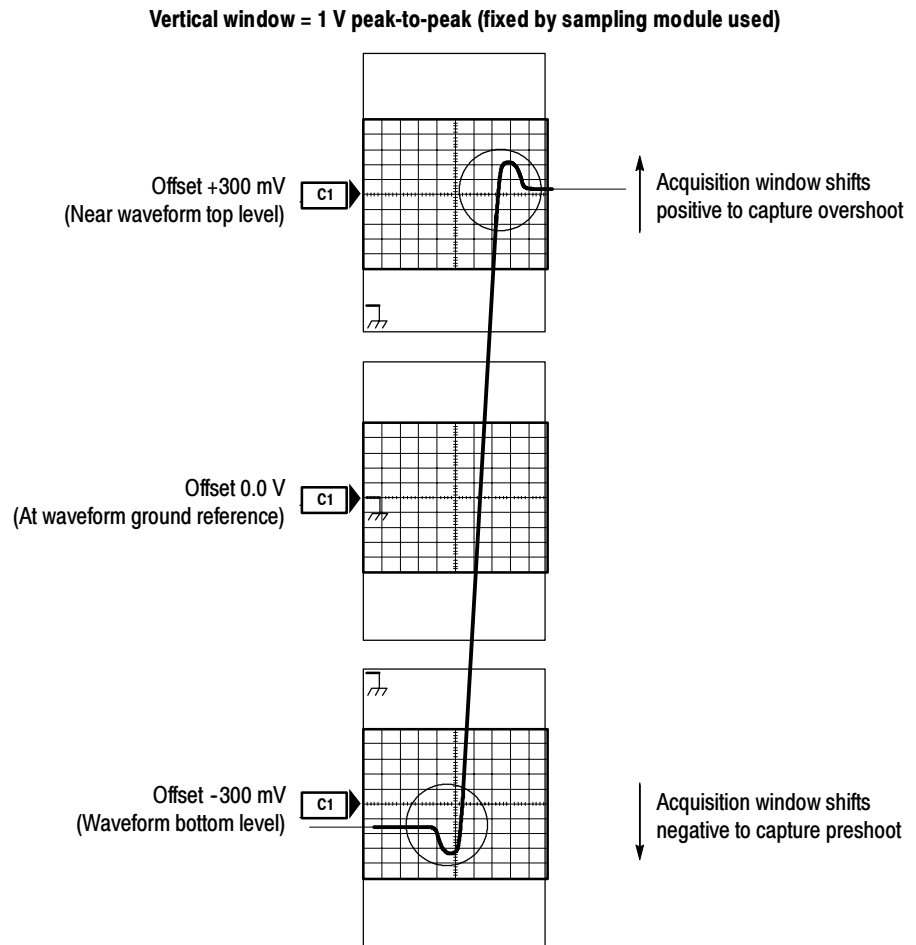 Vertical window = 1 V peak-to-peak (fixed by sampling module used)
Offset +300 mV
(Near waveform top level)
C1
Acquisition window shifts
positive to capture overshoot
Offset 0.0 V
(At waveform ground reference)
C1
Offset -300 mV
(Waveform bottom level)
C1
Acquisition window shifts
negative to capture preshoot